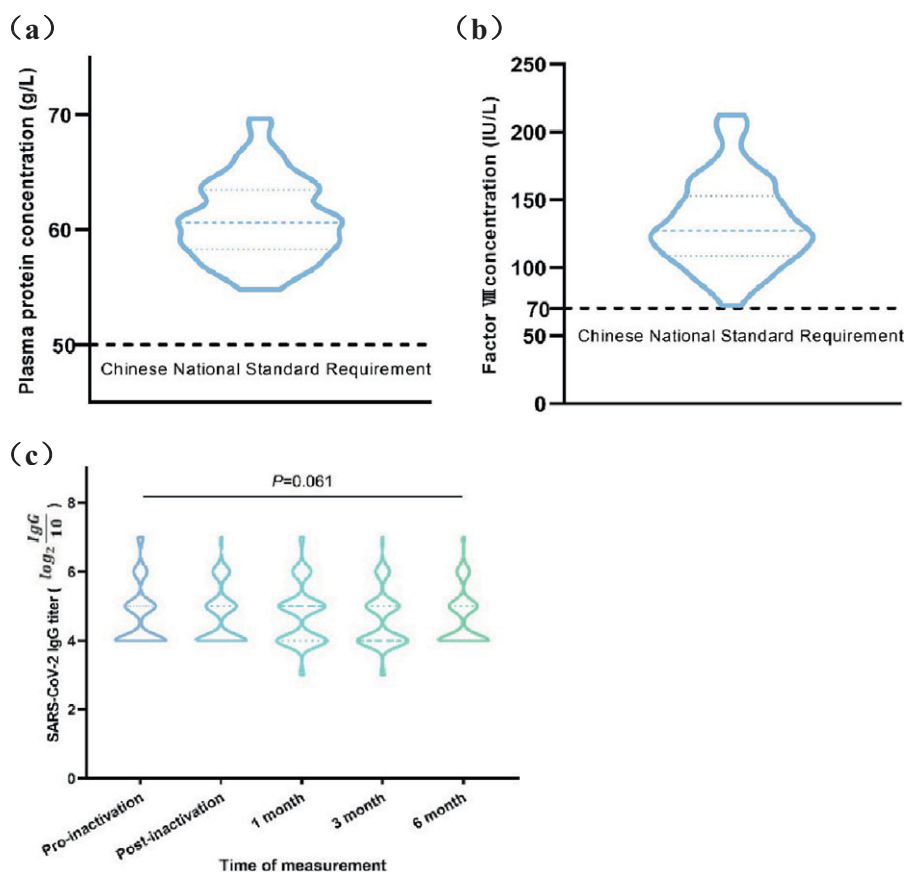 （a）
Plasma protein concentration (g/L)
70
60
50
Chinese National Standard Requirement
（b）
Factor Ⅷ concentration (IU/L)
250
200
150
100
70
50
0
Chinese National Standard Requirement
（c）
P=0.061
SARS-CoV-2 IgG titer ( log₂ IgG/10 )
8
6
4
2
0
Pro-inactivation
Post-inactivation
1 month
3 month
6 month
Time of measurement